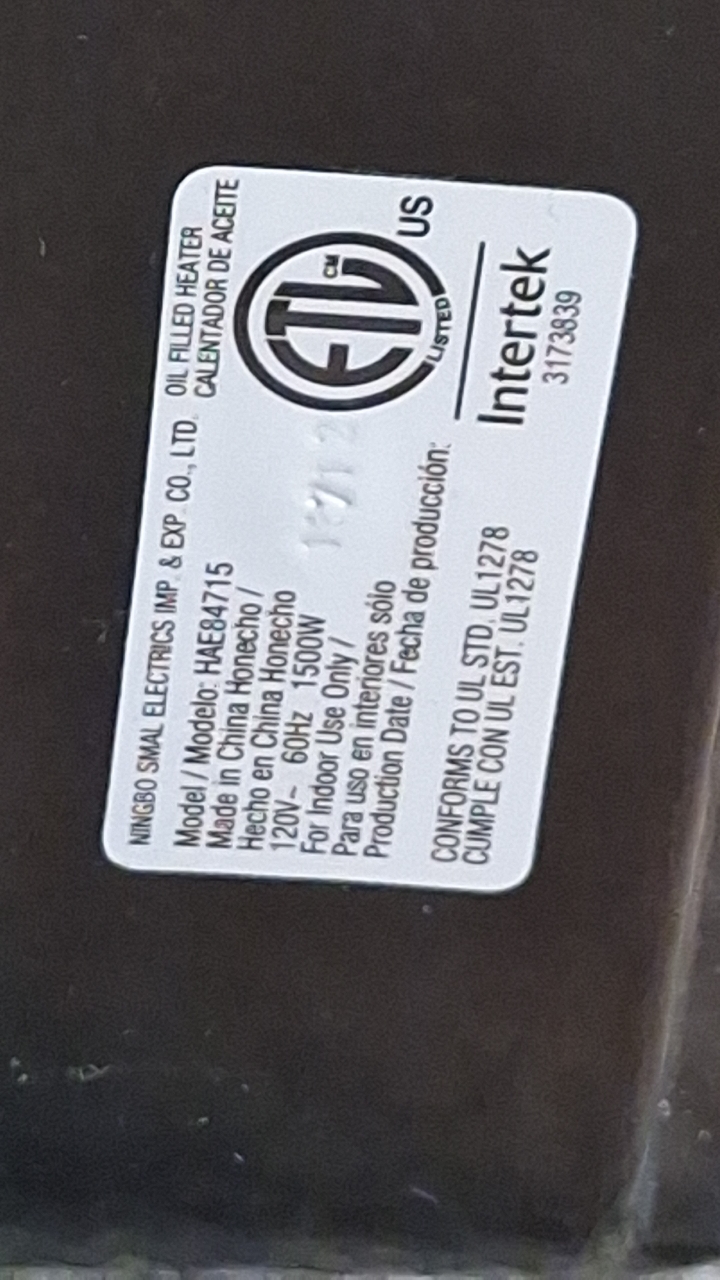 NINGBO SMAL ELECTRICS IMP. & EXP. CO., LTD. OIL FILLED HEATER
CALENTADOR DE ACEITE
Model / Modelo: HAE84715
Made in China Honecho /
Hecho en China Honecho
120V~ 60Hz 1500W
For Indoor Use Only /
Para uso en interiores sólo
Production Date / Fecha de producción:
CONFORMS TO UL STD. UL1278
CUMPLE CON UL EST. UL1278
ETL CM
LISTED
US
Intertek
3173839